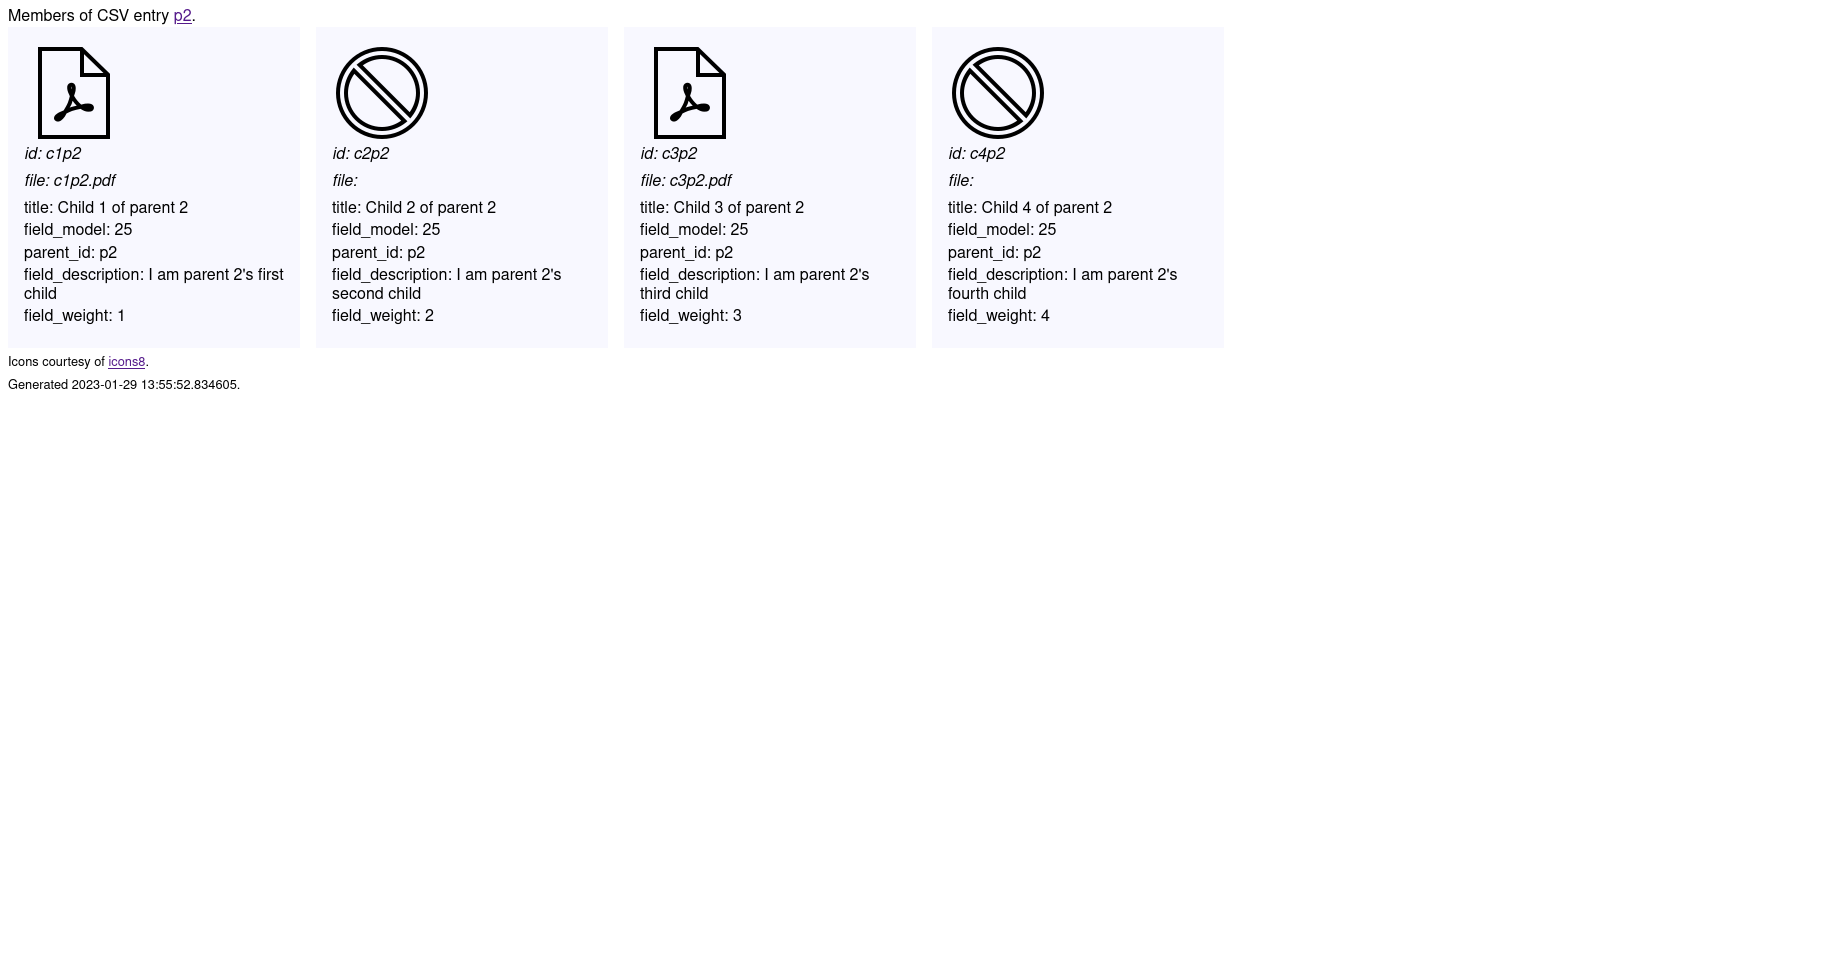 Members of CSV entry p2.
id: c1p2
file: c1p2.pdf
title: Child 1 of parent 2
field_model: 25
parent_id: p2
field_description: I am parent 2's first
child
field_weight: 1
id: c2p2
file:
title: Child 2 of parent 2
field_model: 25
parent_id: p2
field_description: I am parent 2's
second child
field_weight: 2
id: c3p2
file: c3p2.pdf
title: Child 3 of parent 2
field_model: 25
parent_id: p2
field_description: I am parent 2's
third child
field_weight: 3
id: c4p2
file:
title: Child 4 of parent 2
field_model: 25
parent_id: p2
field_description: I am parent 2's
fourth child
field_weight: 4
Icons courtesy of icons8.
Generated 2023-01-29 13:55:52.834605.